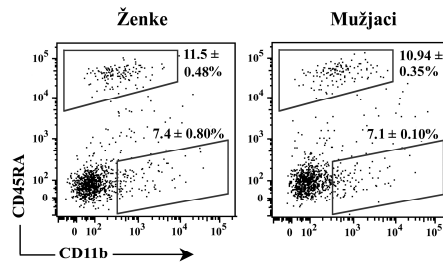 Ženke
Mužjaci
11.5 ±
0.48%
10.94 ±
0.35%
7.4 ± 0.80%
7.1 ± 0.10%
10⁵
10⁴
10³
10²
0
10⁵
10⁴
10³
10²
0
0 10² 10³ 10⁴ 10⁵
0 10² 10³ 10⁴ 10⁵
CD45RA
CD11b